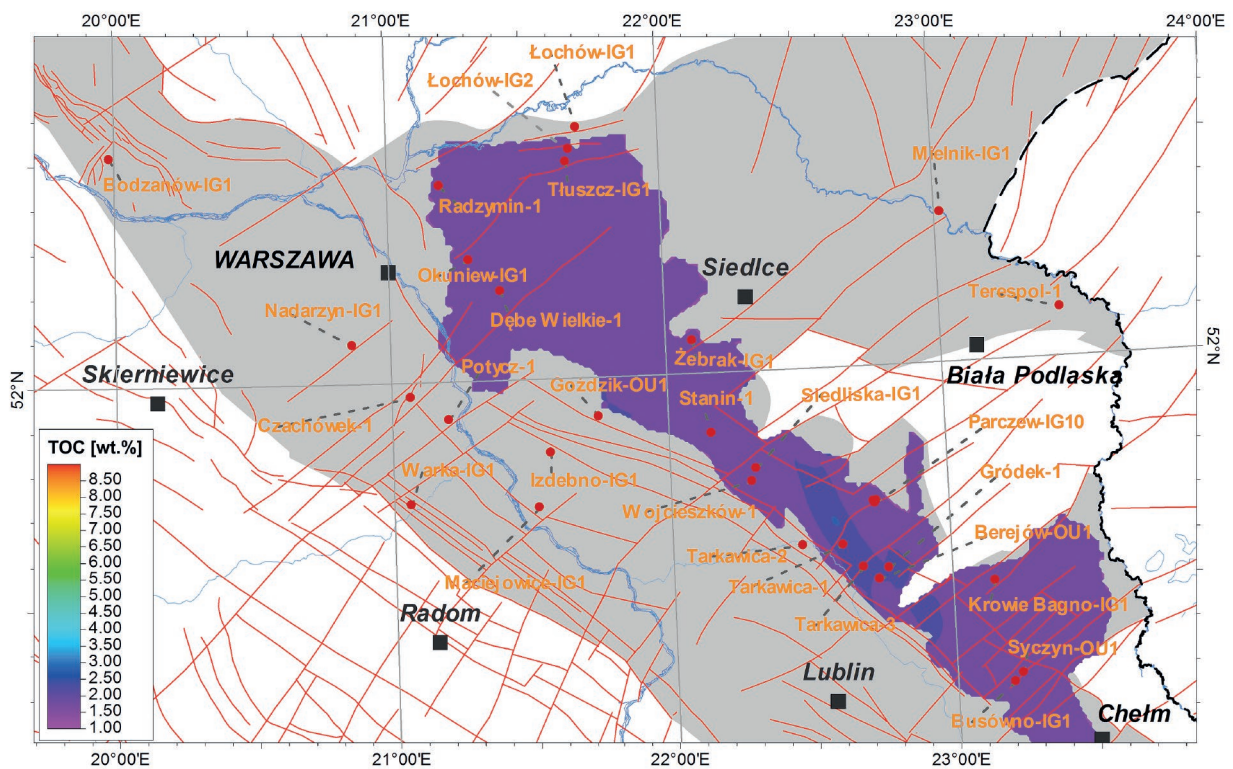 20°00'E 21°00'E 22°00'E 23°00'E 24°00'E
Łochów-IG1
Łochów-IG2
Mielnik-IG1
Bodzanów-IG1
Tłuszcz-IG1
Radzymin-1
WARSZAWA
Siedlce
Okuniew-IG1
Terespol-1
Nadarzyn-IG1
Dębe Wielkie-1
52°N
Żebrak-IG1
Potycz-1
Skierniewice
Biała Podlaska
Goździk-OU1
52°N
Stanin-1
Siedliska-IG1
Czachówek-1
Parczew-IG10
TOC [wt.%]
8.50
8.00
7.50
7.00
6.50
6.00
5.50
5.00
4.50
4.00
3.50
3.00
2.50
2.00
1.50
1.00
Warka-IG1
Izdebno-IG1
Gródek-1
Wojcieszków-1
Berejów-OU1
Tarkawica-2
Maciejowice-IG1
Tarkawica-1
Radom
Krowie Bagno-IG1
Tarkawica-3
Syczyn-OU1
Lublin
Busówno-IG1
Chełm
20°00'E 21°00'E 22°00'E 23°00'E